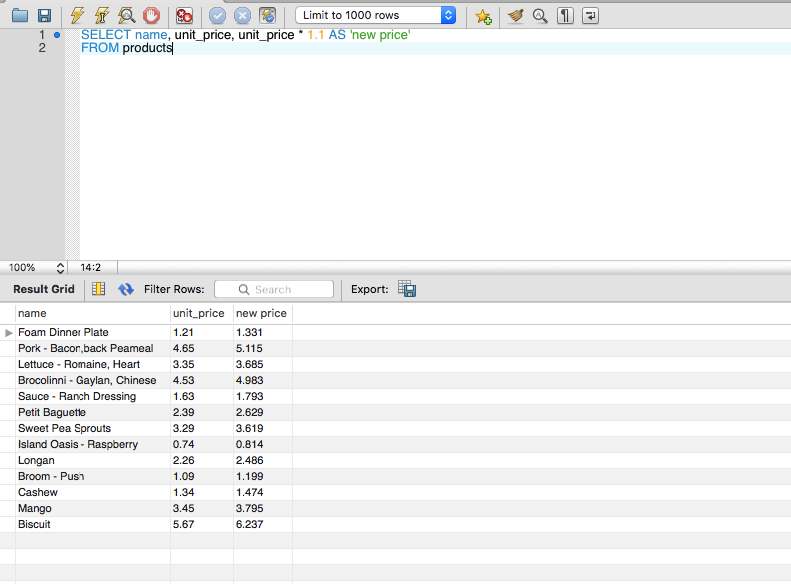 Limit to 1000 rows
1 SELECT name, unit_price, unit_price * 1.1 AS 'new price'
2 FROM products
100% 14:2
Result Grid Filter Rows: Search Export:
name unit_price new price
Foam Dinner Plate 1.21 1.331
Pork - Bacon,back Peameal 4.65 5.115
Lettuce - Romaine, Heart 3.35 3.685
Brocolinni - Gaylan, Chinese 4.53 4.983
Sauce - Ranch Dressing 1.63 1.793
Petit Baguette 2.39 2.629
Sweet Pea Sprouts 3.29 3.619
Island Oasis - Raspberry 0.74 0.814
Longan 2.26 2.486
Broom - Push 1.09 1.199
Cashew 1.34 1.474
Mango 3.45 3.795
Biscuit 5.67 6.237